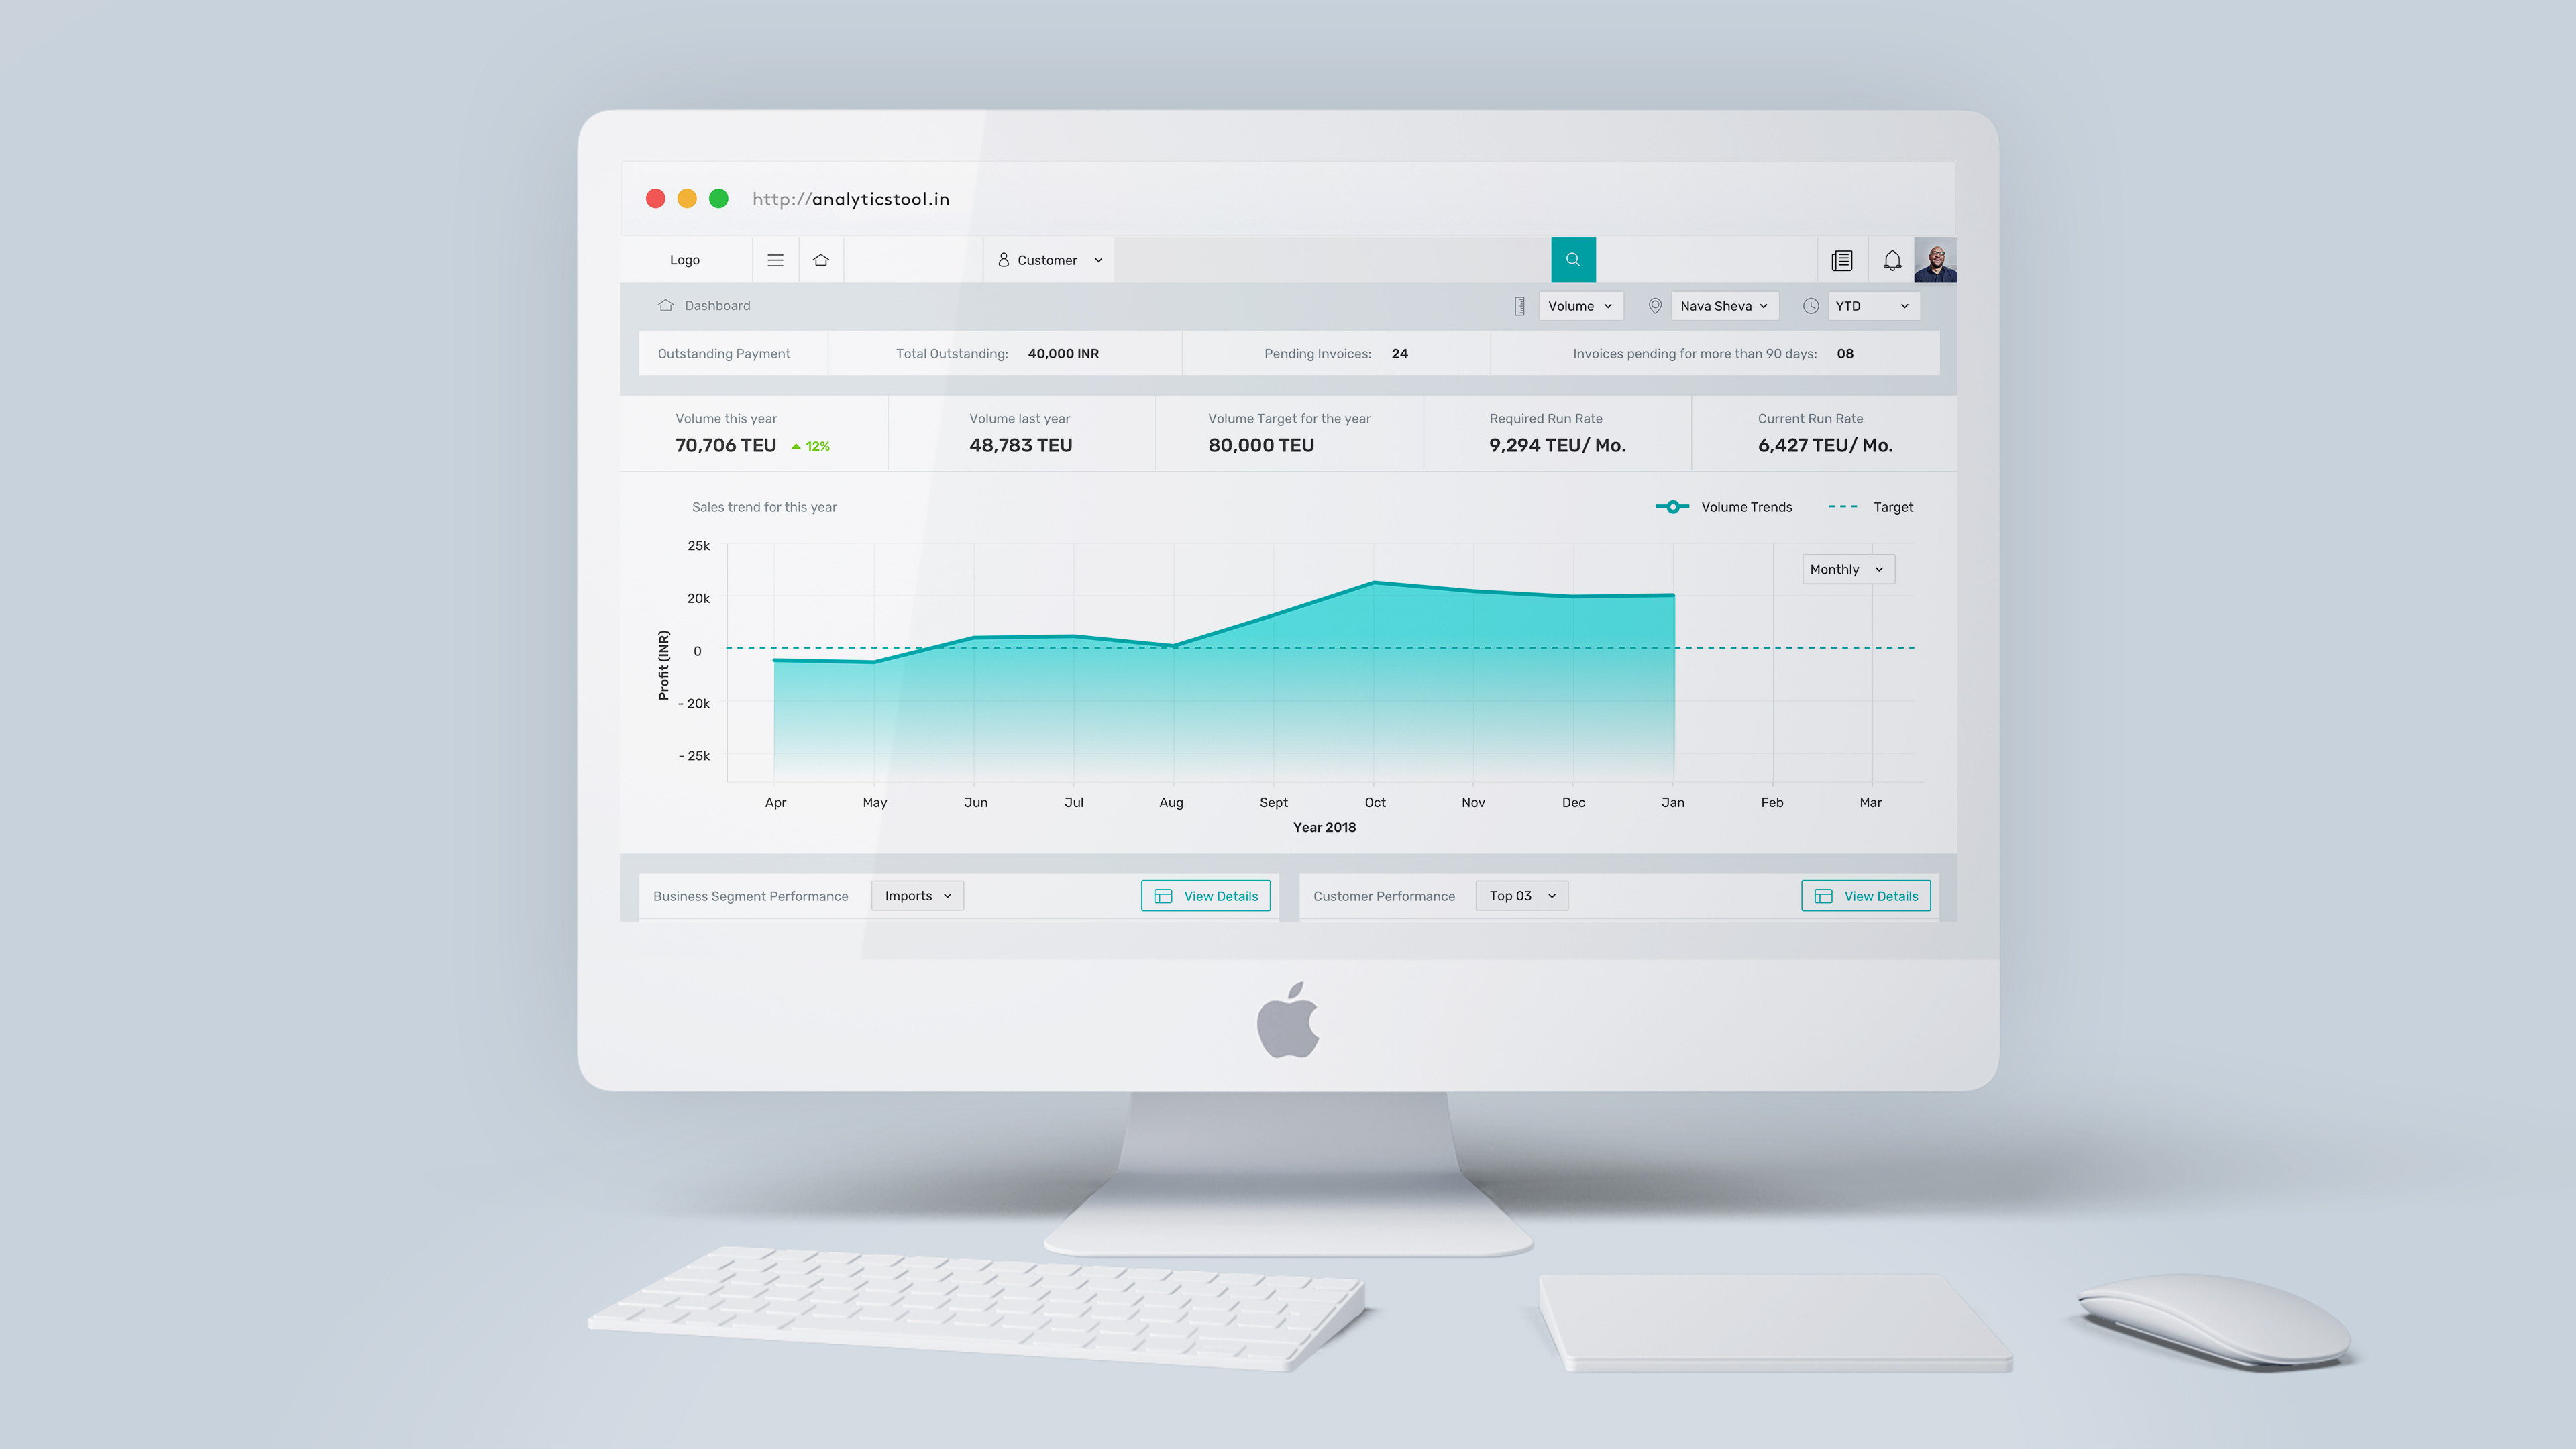 http://analyticstool.in
Logo
Customer
Dashboard
Volume
Nava Sheva
YTD
Outstanding Payment
Total Outstanding: 40,000 INR
Pending Invoices: 24
Invoices pending for more than 90 days: 08
Volume this year
70,706 TEU 12%
Volume last year
48,783 TEU
Volume Target for the year
80,000 TEU
Required Run Rate
9,294 TEU/ Mo.
Current Run Rate
6,427 TEU/ Mo.
Sales trend for this year
Volume Trends
Target
Monthly
Profit (INR)
25k
20k
0
- 20k
- 25k
Apr May Jun Jul Aug Sept Oct Nov Dec Jan Feb Mar
Year 2018
Business Segment Performance
Imports
View Details
Customer Performance
Top 03
View Details